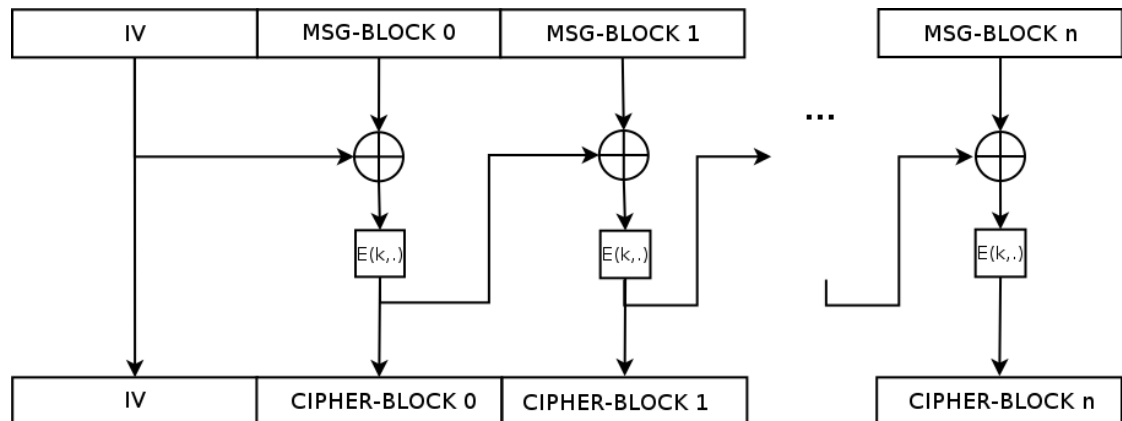 IV MSG-BLOCK 0 MSG-BLOCK 1 MSG-BLOCK n
...
E(k,.) E(k,.) E(k,.)
IV CIPHER-BLOCK 0 CIPHER-BLOCK 1 CIPHER-BLOCK n